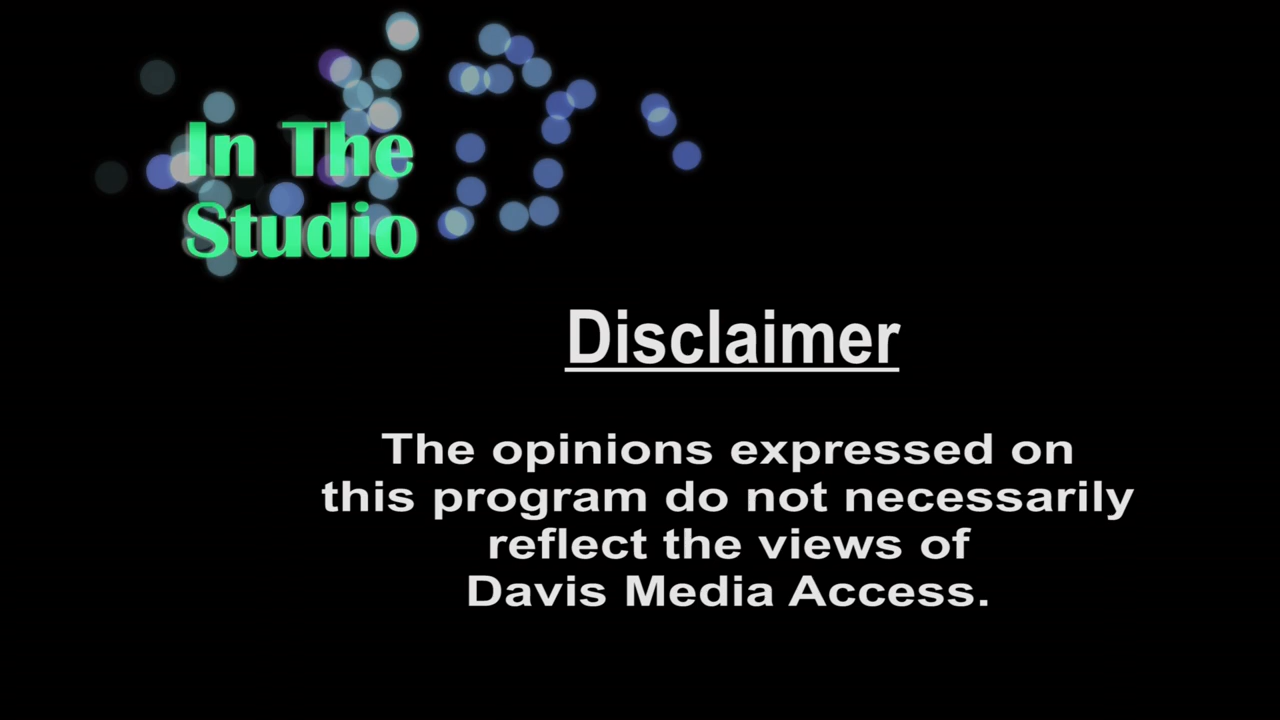 In The
Studio
Disclaimer
The opinions expressed on
this program do not necessarily
reflect the views of
Davis Media Access.